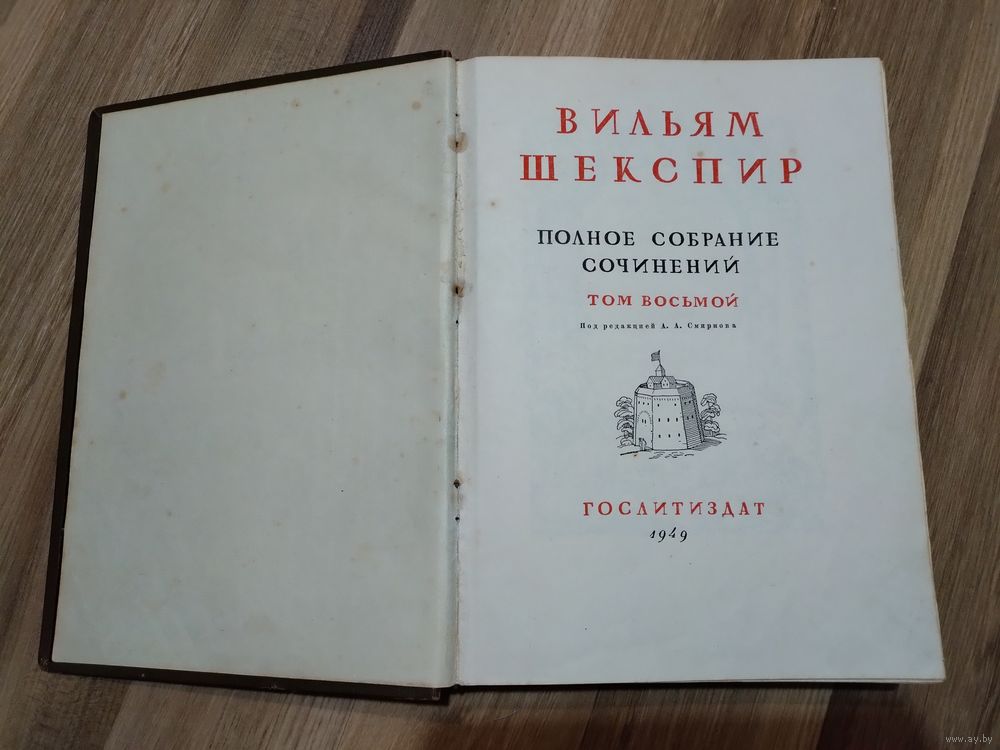 ВИЛЬЯМ
ШЕКСПИР
ПОЛНОЕ СОБРАНИЕ
СОЧИНЕНИЙ
ТОМ ВОСЬМОЙ
Под редакцией А. А. Смирнова
ГОСЛИТИЗДАТ
1949
www.ay.by